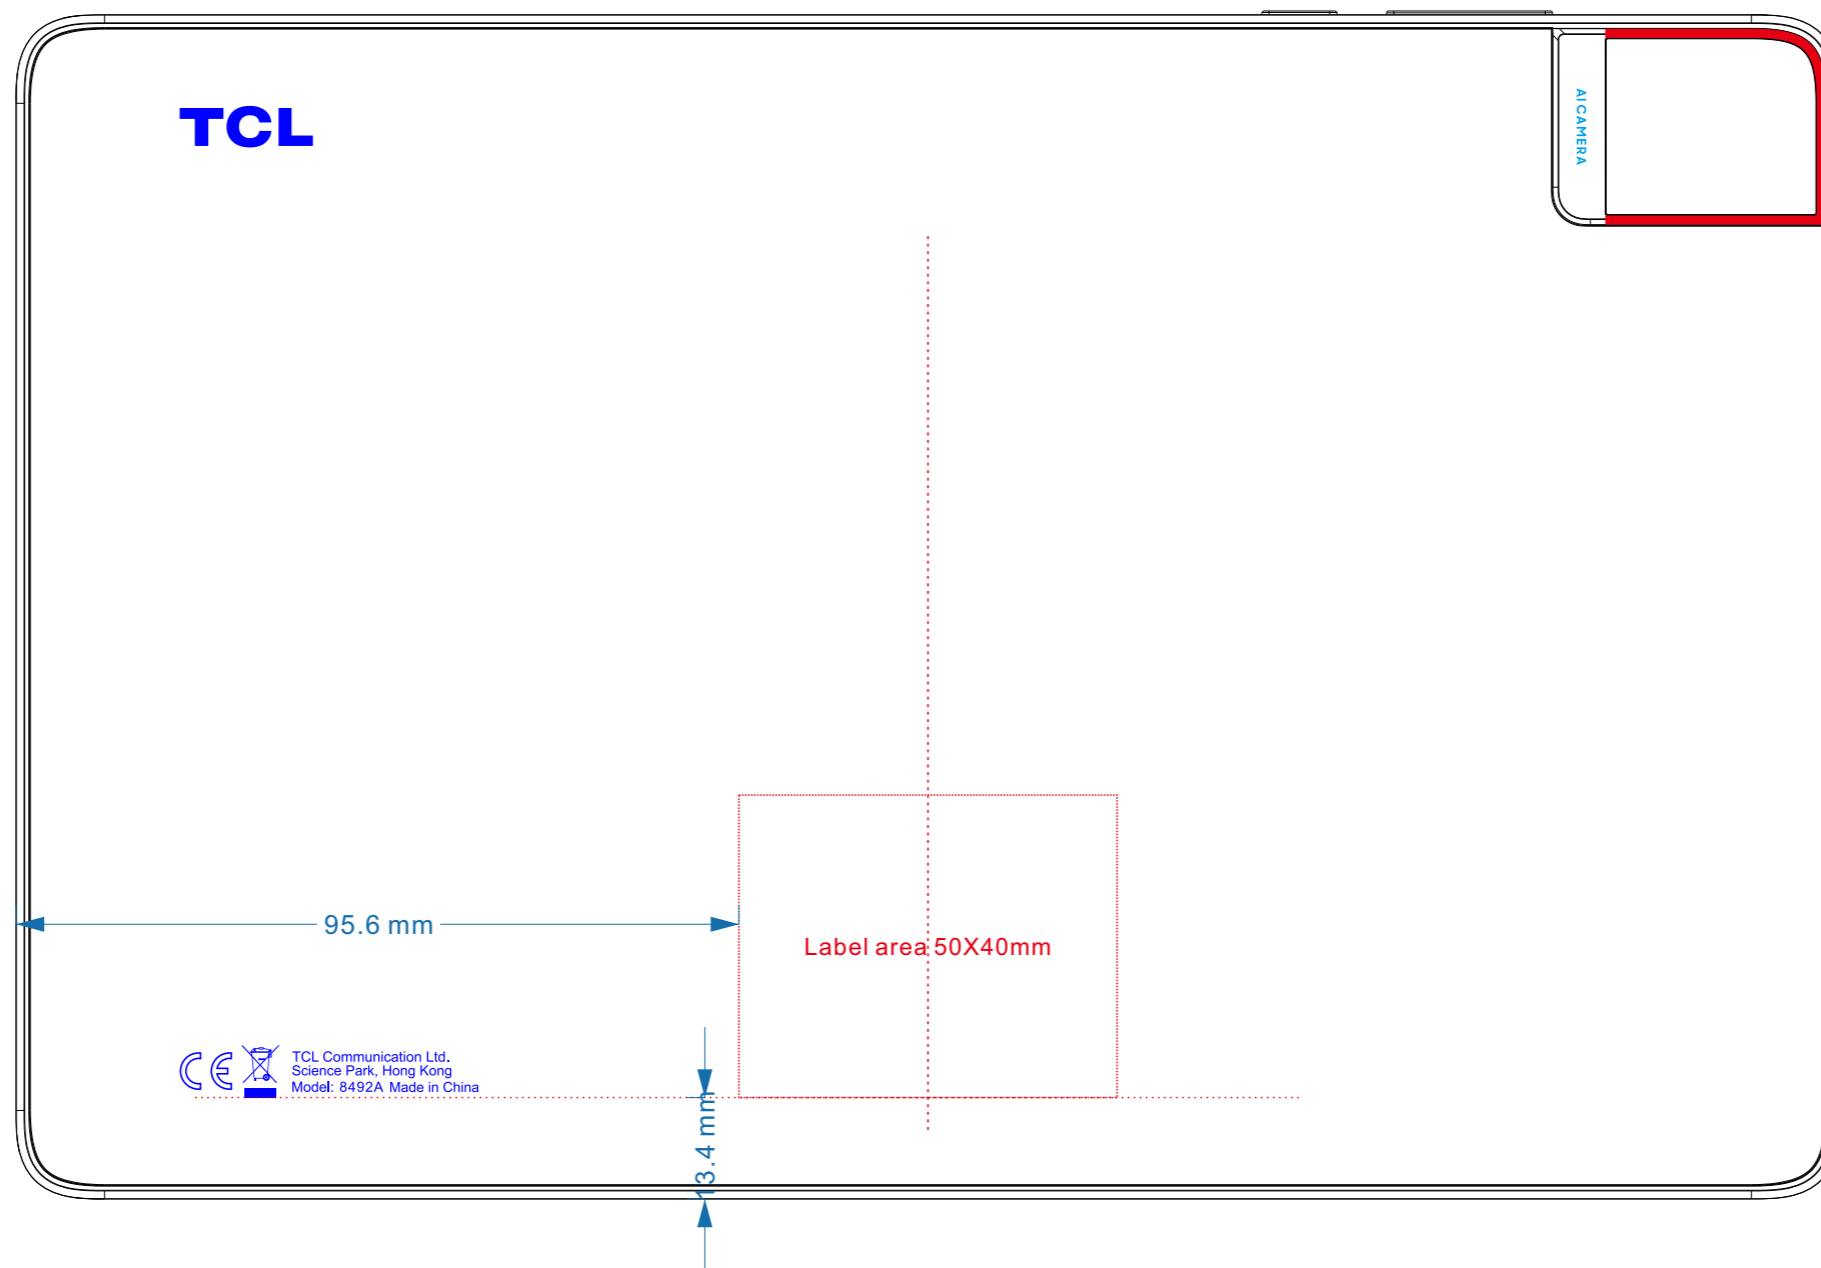 TCL
AI CAMERA
95.6 mm
Label area 50X40mm
CE
TCL Communication Ltd.
Science Park, Hong Kong
Model: 8492A Made in China
13.4 mm